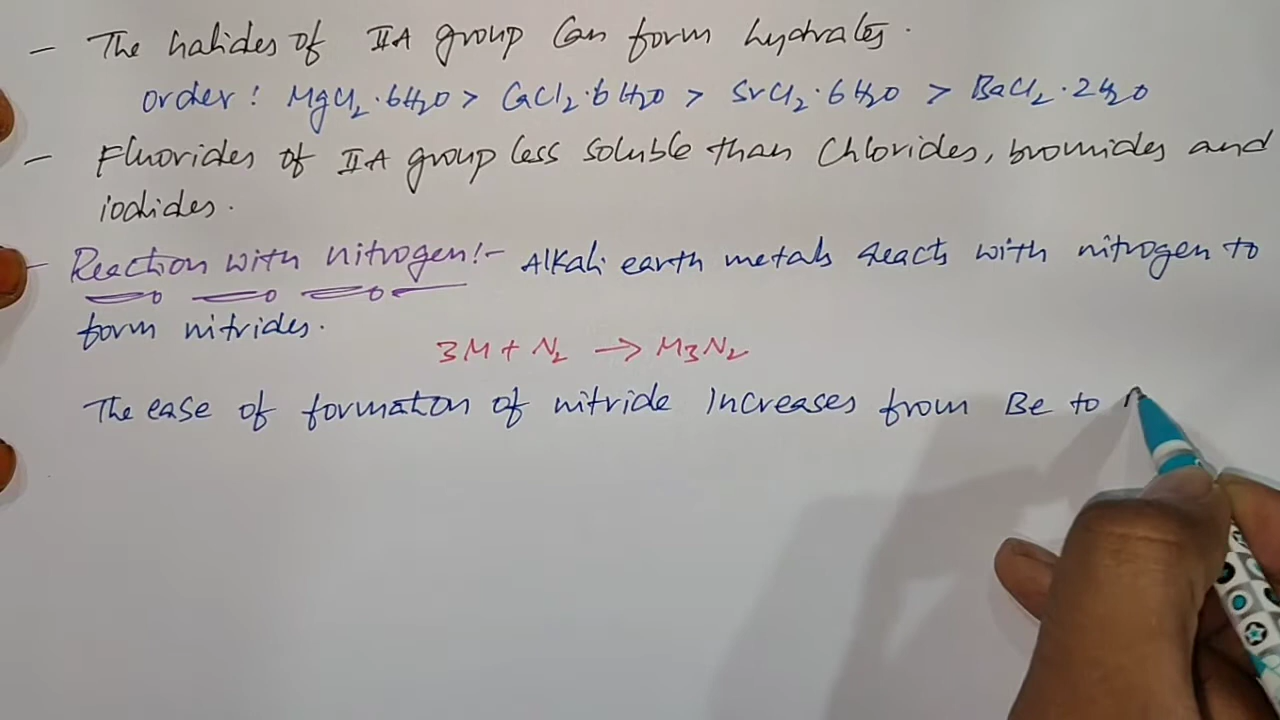 - The halides of IIA group can form hydrates.
order: MgCl2·6H2O > CaCl2·6H2O > SrCl2·6H2O > BaCl2·2H2O
- Fluorides of IIA group less soluble than Chlorides, bromides and
iodides.
- Reaction with nitrogen:- Alkali earth metals reacts with nitrogen to
form nitrides.
3M + N2 → M3N2
The ease of formation of nitride Increases from Be to